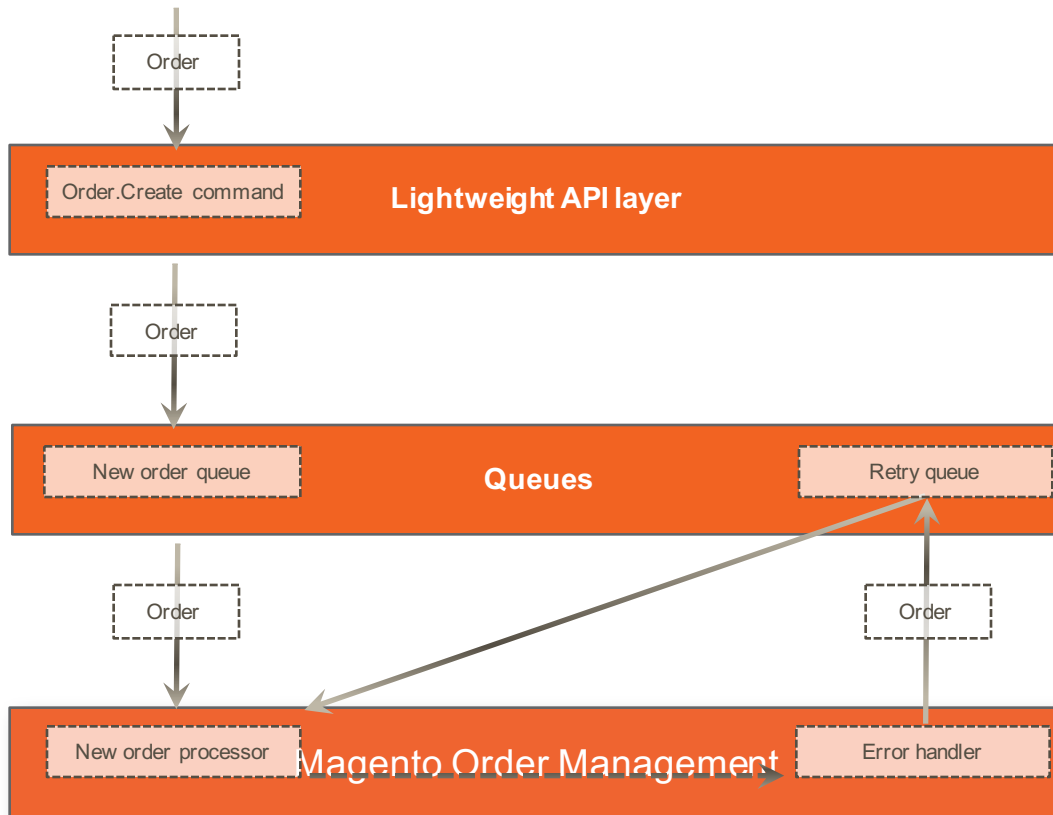 Order
Order.Create command
Lightweight API layer
Order
New order queue
Queues
Retry queue
Order
Order
New order processor
Magento Order Management
Error handler